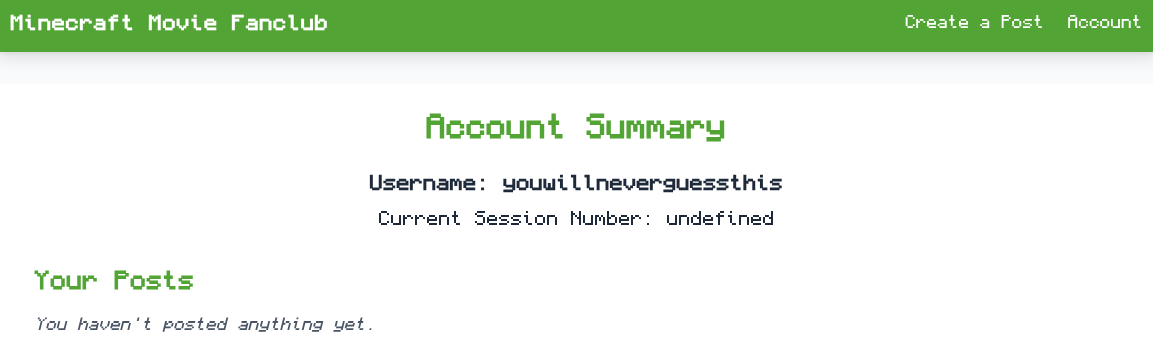 Minecraft Movie Fanclub
Create a Post
Account
Account Summary
Username: youwillneverguessthis
Current Session Number: undefined
Your Posts
You haven't posted anything yet.